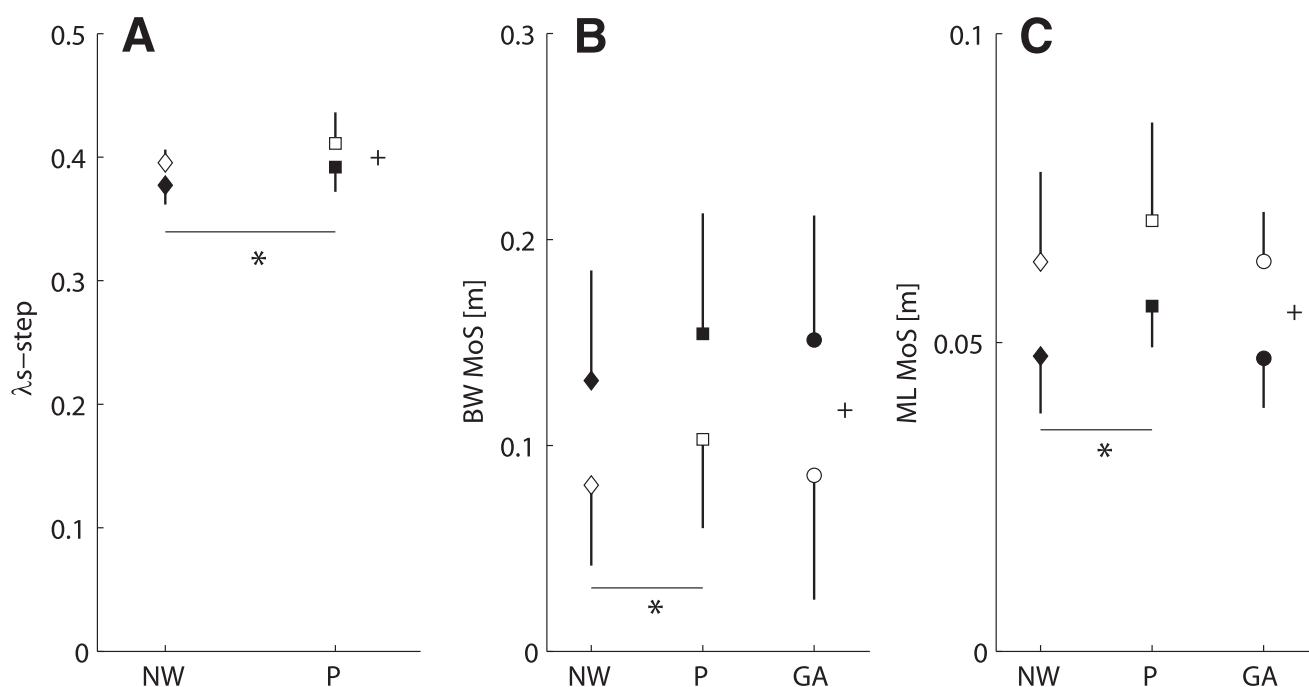 A
0.5
0.4
0.3
0.2
0.1
0
λs–step
+
*
NW P
B
0.3
0.2
0.1
0
BW MoS [m]
+
*
NW P GA
C
0.1
0.05
0
ML MoS [m]
+
*
NW P GA